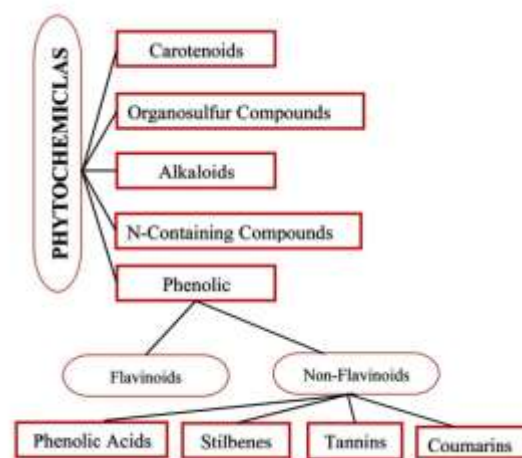 PHYTOCHEMICLAS
Carotenoids
Organosulfur Compounds
Alkaloids
N-Containing Compounds
Phenolic
Flavinoids
Non-Flavinoids
Phenolic Acids
Stilbenes
Tannins
Coumarins